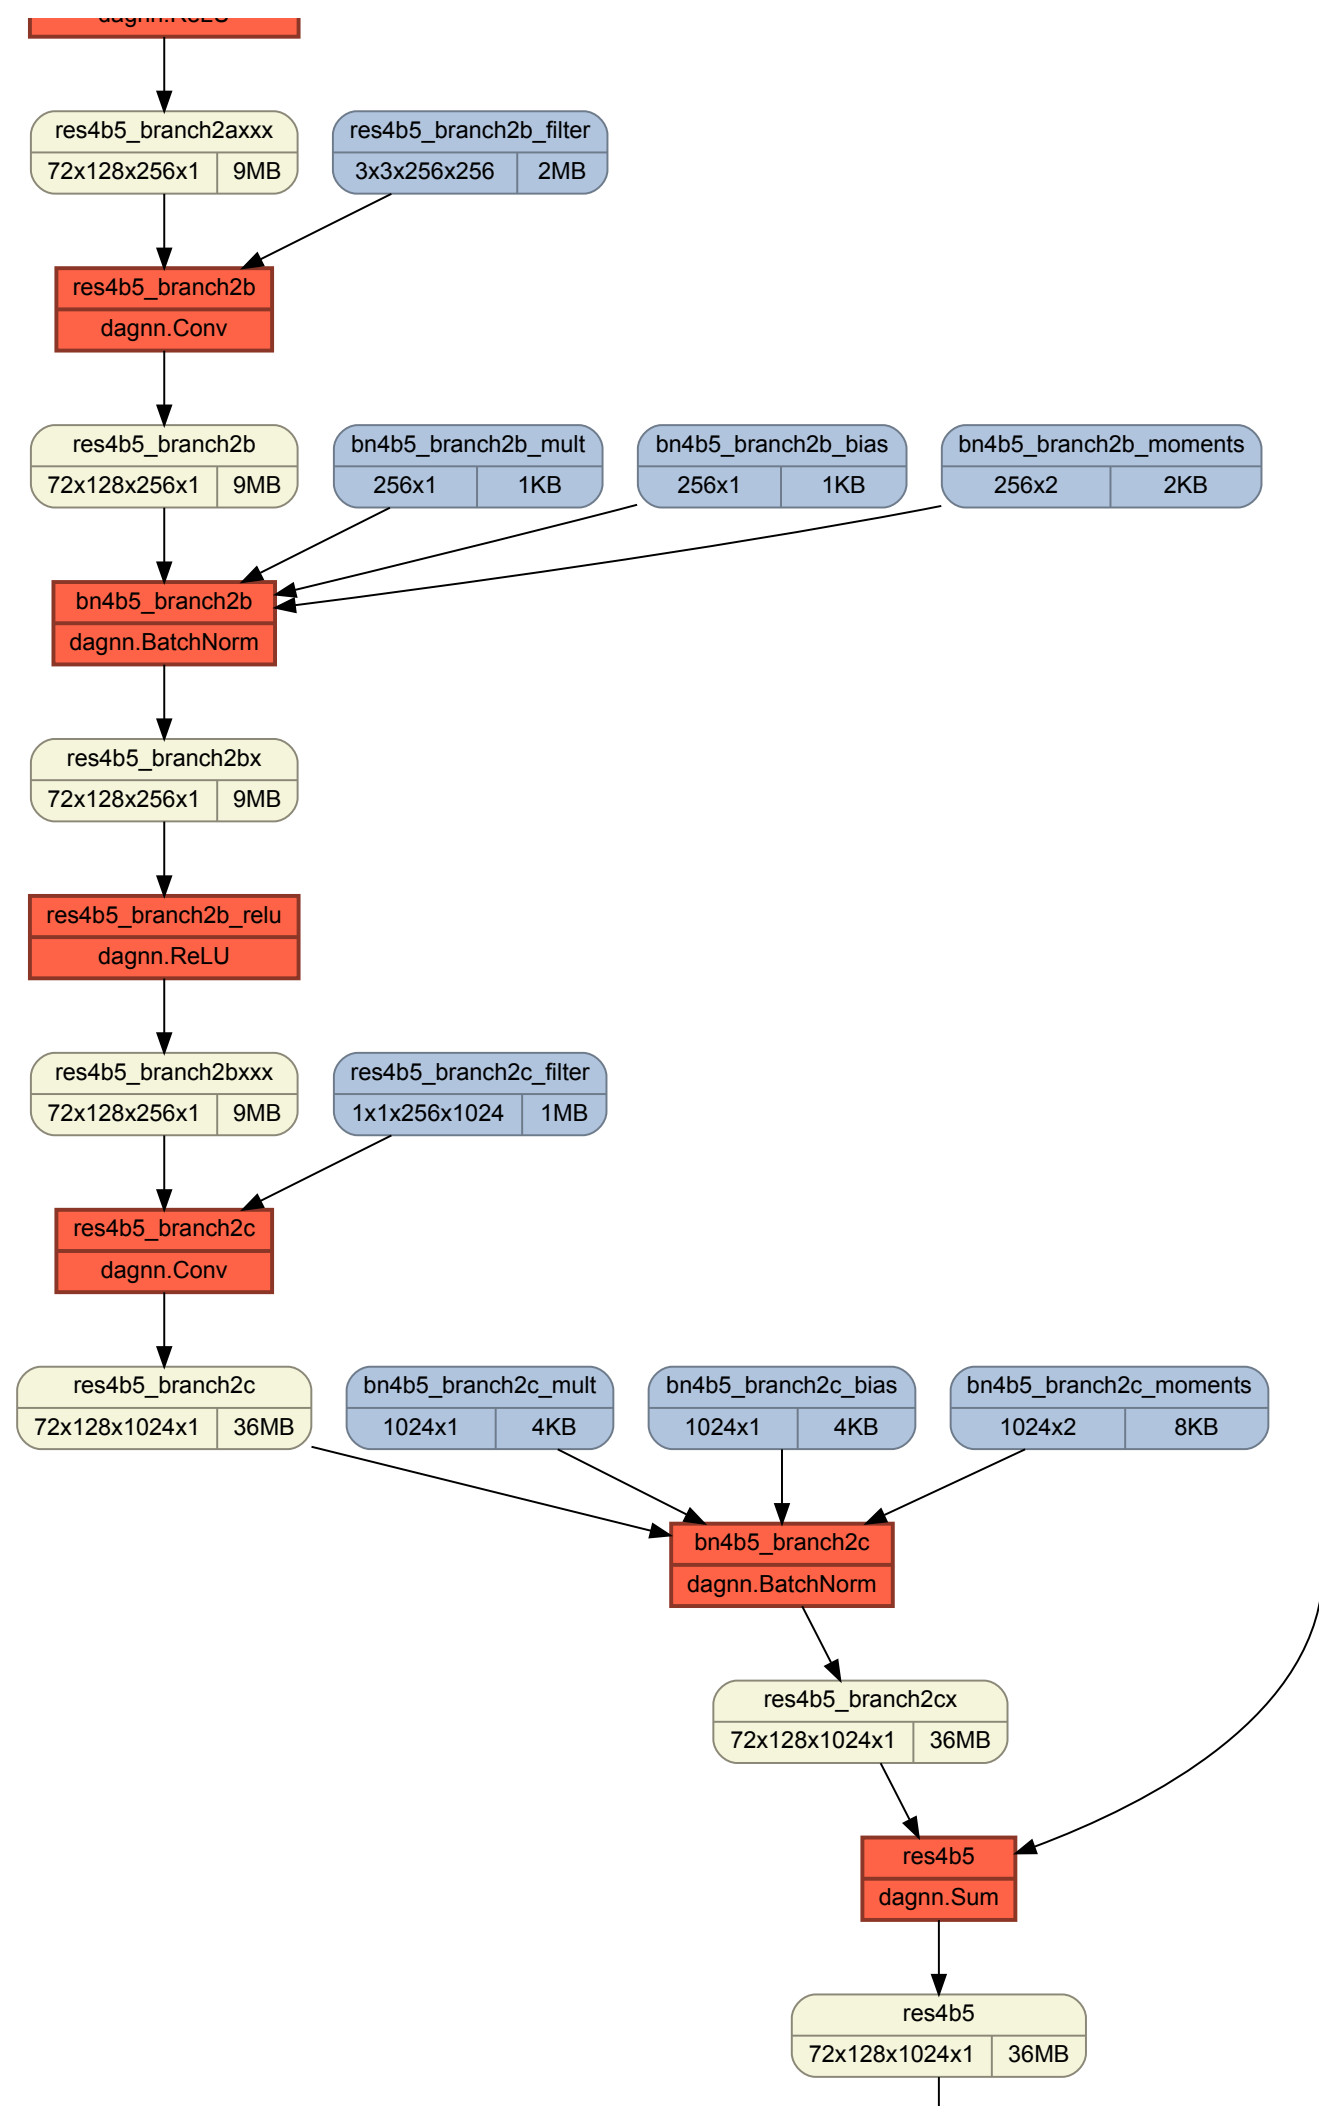 dagnn.ReLU
res4b5_branch2axxx
72x128x256x1 9MB
res4b5_branch2b_filter
3x3x256x256 2MB
res4b5_branch2b
dagnn.Conv
res4b5_branch2b
72x128x256x1 9MB
bn4b5_branch2b_mult
256x1 1KB
bn4b5_branch2b_bias
256x1 1KB
bn4b5_branch2b_moments
256x2 2KB
bn4b5_branch2b
dagnn.BatchNorm
res4b5_branch2bx
72x128x256x1 9MB
res4b5_branch2b_relu
dagnn.ReLU
res4b5_branch2bxxx
72x128x256x1 9MB
res4b5_branch2c_filter
1x1x256x1024 1MB
res4b5_branch2c
dagnn.Conv
res4b5_branch2c
72x128x1024x1 36MB
bn4b5_branch2c_mult
1024x1 4KB
bn4b5_branch2c_bias
1024x1 4KB
bn4b5_branch2c_moments
1024x2 8KB
bn4b5_branch2c
dagnn.BatchNorm
res4b5_branch2cx
72x128x1024x1 36MB
res4b5
dagnn.Sum
res4b5
72x128x1024x1 36MB